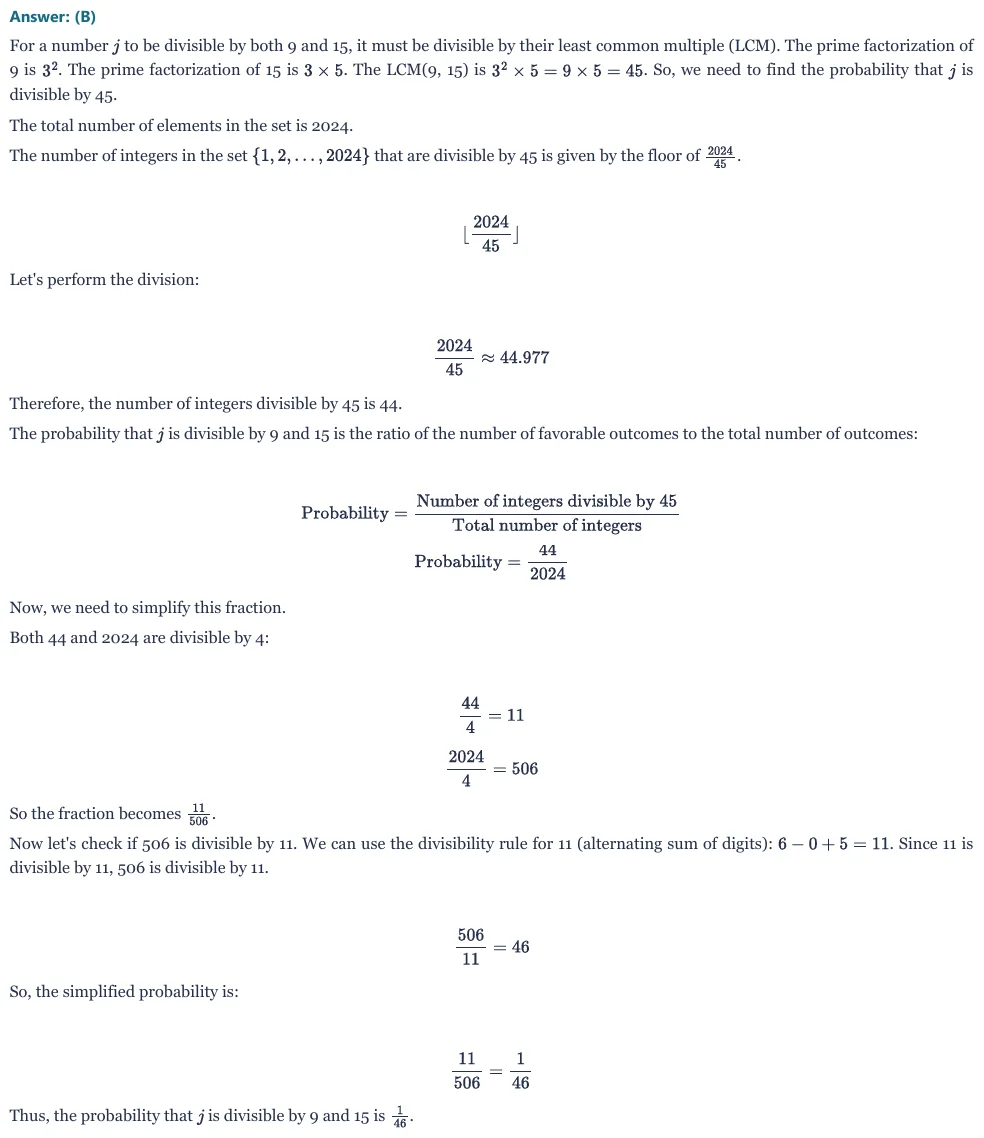 Answer: (B)
For a number j to be divisible by both 9 and 15, it must be divisible by their least common multiple (LCM). The prime factorization of
9 is 3². The prime factorization of 15 is 3 × 5. The LCM(9, 15) is 3² × 5 = 9 × 5 = 45. So, we need to find the probability that j is
divisible by 45.
The total number of elements in the set is 2024.
The number of integers in the set {1, 2, . . . , 2024} that are divisible by 45 is given by the floor of 2024/45.
⌊2024/45⌋
Let's perform the division:
2024/45 ≈ 44.977
Therefore, the number of integers divisible by 45 is 44.
The probability that j is divisible by 9 and 15 is the ratio of the number of favorable outcomes to the total number of outcomes:
Probability = Number of integers divisible by 45/Total number of integers
Probability = 44/2024
Now, we need to simplify this fraction.
Both 44 and 2024 are divisible by 4:
44/4 = 11
2024/4 = 506
So the fraction becomes 11/506.
Now let's check if 506 is divisible by 11. We can use the divisibility rule for 11 (alternating sum of digits): 6 − 0 + 5 = 11. Since 11 is
divisible by 11, 506 is divisible by 11.
506/11 = 46
So, the simplified probability is:
11/506 = 1/46
Thus, the probability that j is divisible by 9 and 15 is 1/46.